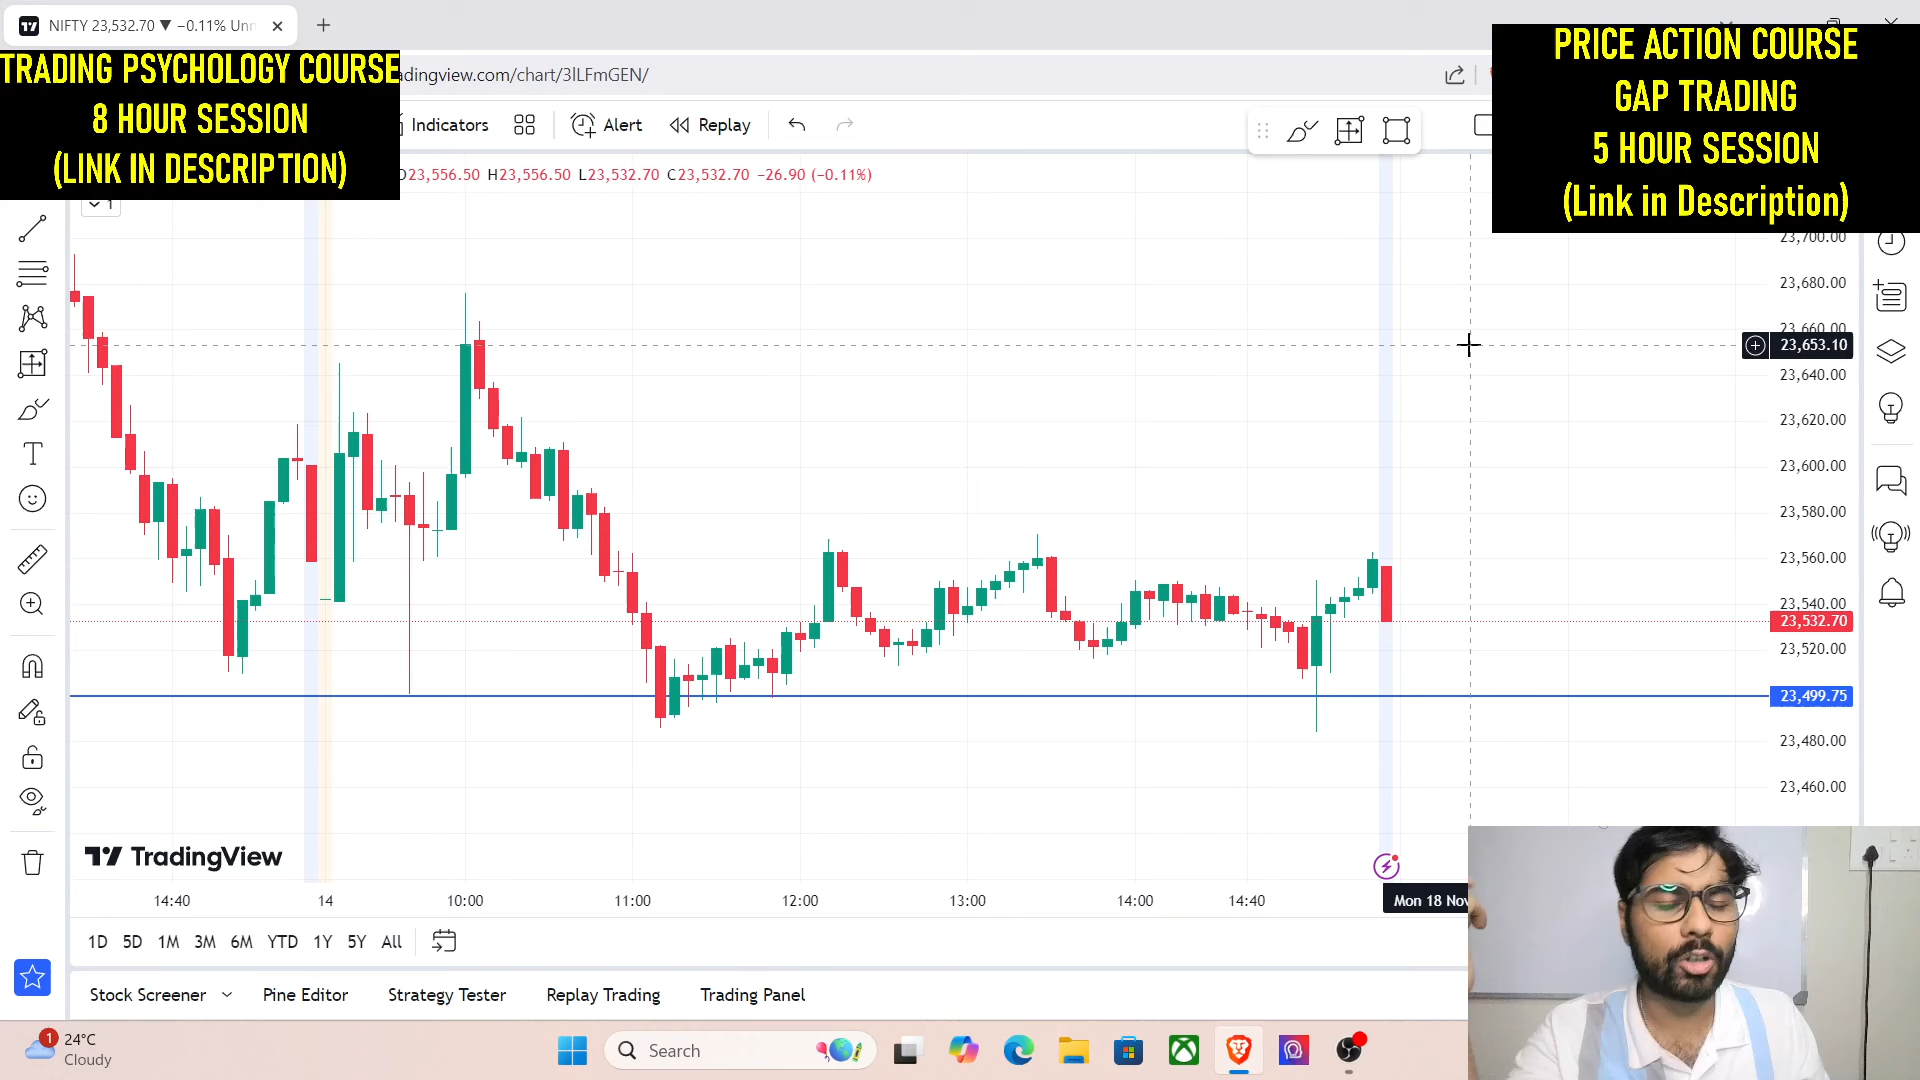 NIFTY 23,532.70 ▼ −0.11% Unn
TRADING PSYCHOLOGY COURSE
8 HOUR SESSION
(LINK IN DESCRIPTION)
adingview.com/chart/3lLFmGEN/
PRICE ACTION COURSE
GAP TRADING
5 HOUR SESSION
(Link in Description)
Indicators
Alert
Replay
O23,556.50 H23,556.50 L23,532.70 C23,532.70 −26.90 (−0.11%)
1
23,700.00
23,680.00
23,660.00
23,653.10
23,640.00
23,620.00
23,600.00
23,580.00
23,560.00
23,540.00
23,532.70
23,520.00
23,499.75
23,480.00
23,460.00
TradingView
14:40 14 10:00 11:00 12:00 13:00 14:00 14:40 Mon 18 Nov
1D 5D 1M 3M 6M YTD 1Y 5Y All
Stock Screener Pine Editor Strategy Tester Replay Trading Trading Panel
1
24°C
Cloudy
Search